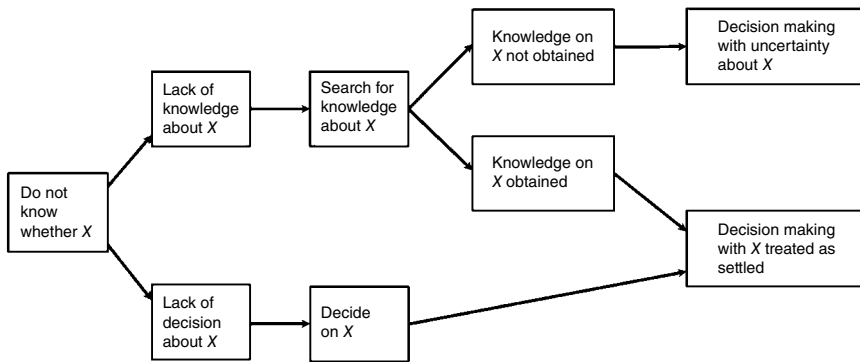 Do not
know
whether X
Lack of
knowledge
about X
Search for
knowledge
about X
Knowledge on
X not obtained
Decision making
with uncertainty
about X
Knowledge on
X obtained
Decision making
with X treated as
settled
Lack of
decision
about X
Decide
on X